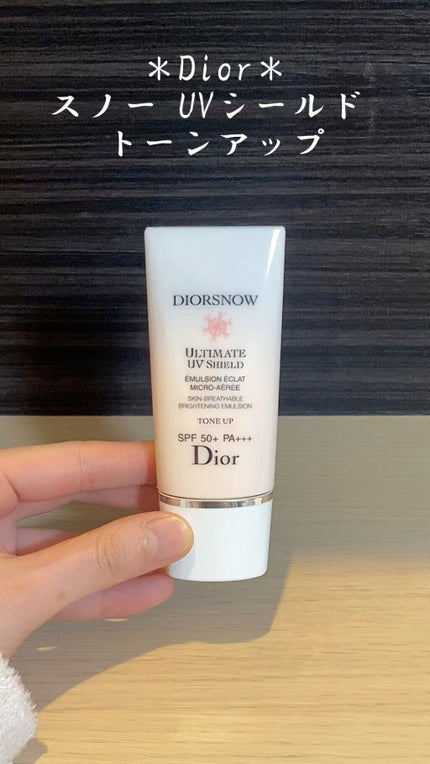 ＊Dior＊
スノー UVシールド
トーンアップ
DIORSNOW
ULTIMATE
UV SHIELD
ÉMULSION ÉCLAT
MICRO-AÉRÉE
SKIN-BREATHABLE
BRIGHTENING EMULSION
TONE UP
SPF 50+ PA+++
Dior